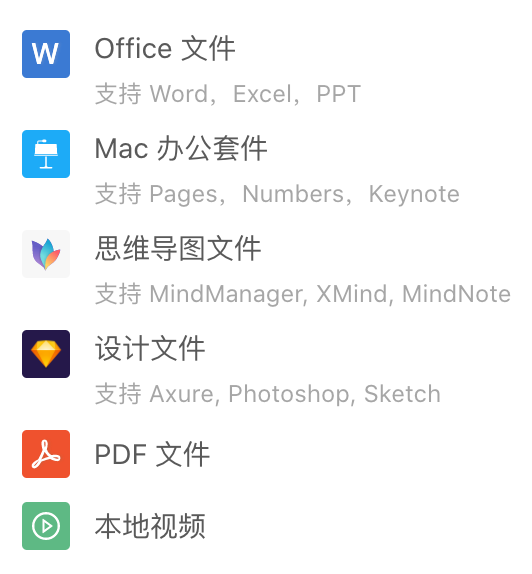 W
Office 文件
支持 Word，Excel，PPT
Mac 办公套件
支持 Pages，Numbers，Keynote
思维导图文件
支持 MindManager, XMind, MindNote
设计文件
支持 Axure, Photoshop, Sketch
PDF 文件
本地视频